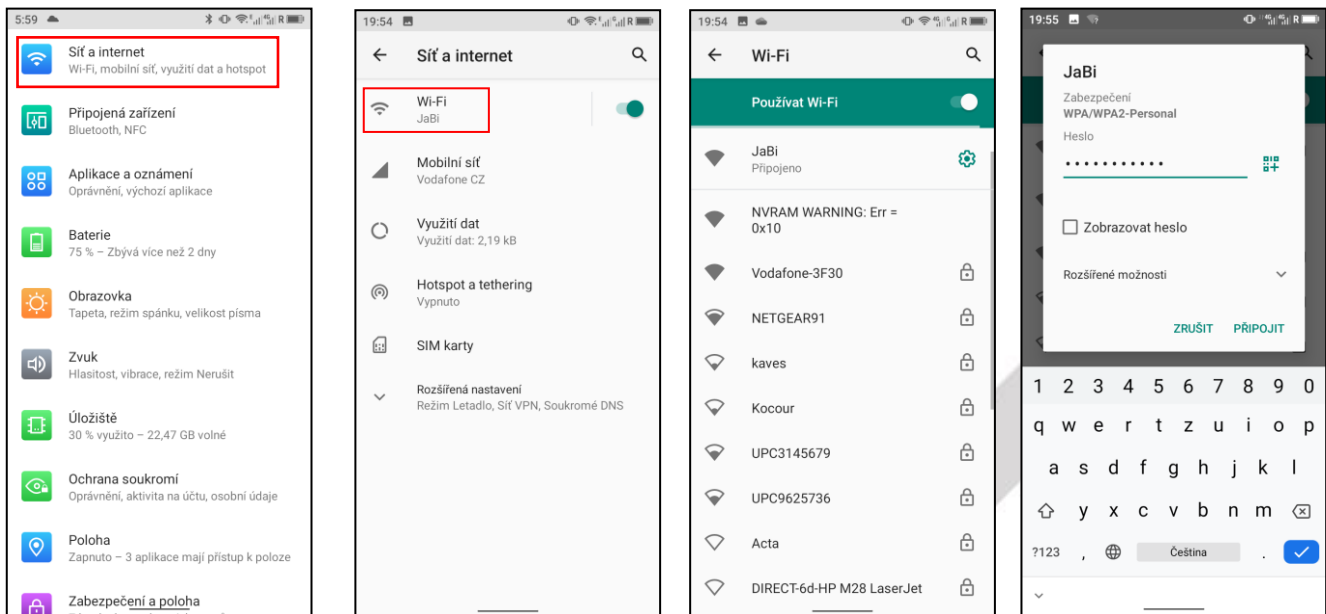 5:59
R
Síť a internet
Wi-Fi, mobilní síť, využití dat a hotspot
Připojená zařízení
Bluetooth, NFC
Aplikace a oznámení
Oprávnění, výchozí aplikace
Baterie
75 % – Zbývá více než 2 dny
Obrazovka
Tapeta, režim spánku, velikost písma
Zvuk
Hlasitost, vibrace, režim Nerušit
Úložiště
30 % využito – 22,47 GB volné
Ochrana soukromí
Oprávnění, aktivita na účtu, osobní údaje
Poloha
Zapnuto – 3 aplikace mají přístup k poloze
Zabezpečení a poloha
19:54
R
Síť a internet
Wi-Fi
JaBi
Mobilní síť
Vodafone CZ
Využití dat
Využití dat: 2,19 kB
Hotspot a tethering
Vypnuto
SIM karty
Rozšířená nastavení
Režim Letadlo, Síť VPN, Soukromé DNS
19:54
R
Wi-Fi
Používat Wi-Fi
JaBi
Připojeno
NVRAM WARNING: Err =
0x10
Vodafone-3F30
NETGEAR91
kaves
Kocour
UPC3145679
UPC9625736
Acta
DIRECT-6d-HP M28 LaserJet
19:55
R
JaBi
Zabezpečení
WPA/WPA2-Personal
Heslo
• • • • • • • • • • •
Zobrazovat heslo
Rozšířené možnosti
ZRUŠIT PŘIPOJIT
1 2 3 4 5 6 7 8 9 0
q w e r t z u i o p
a s d f g h j k l
y x c v b n m
?123 , Čeština .